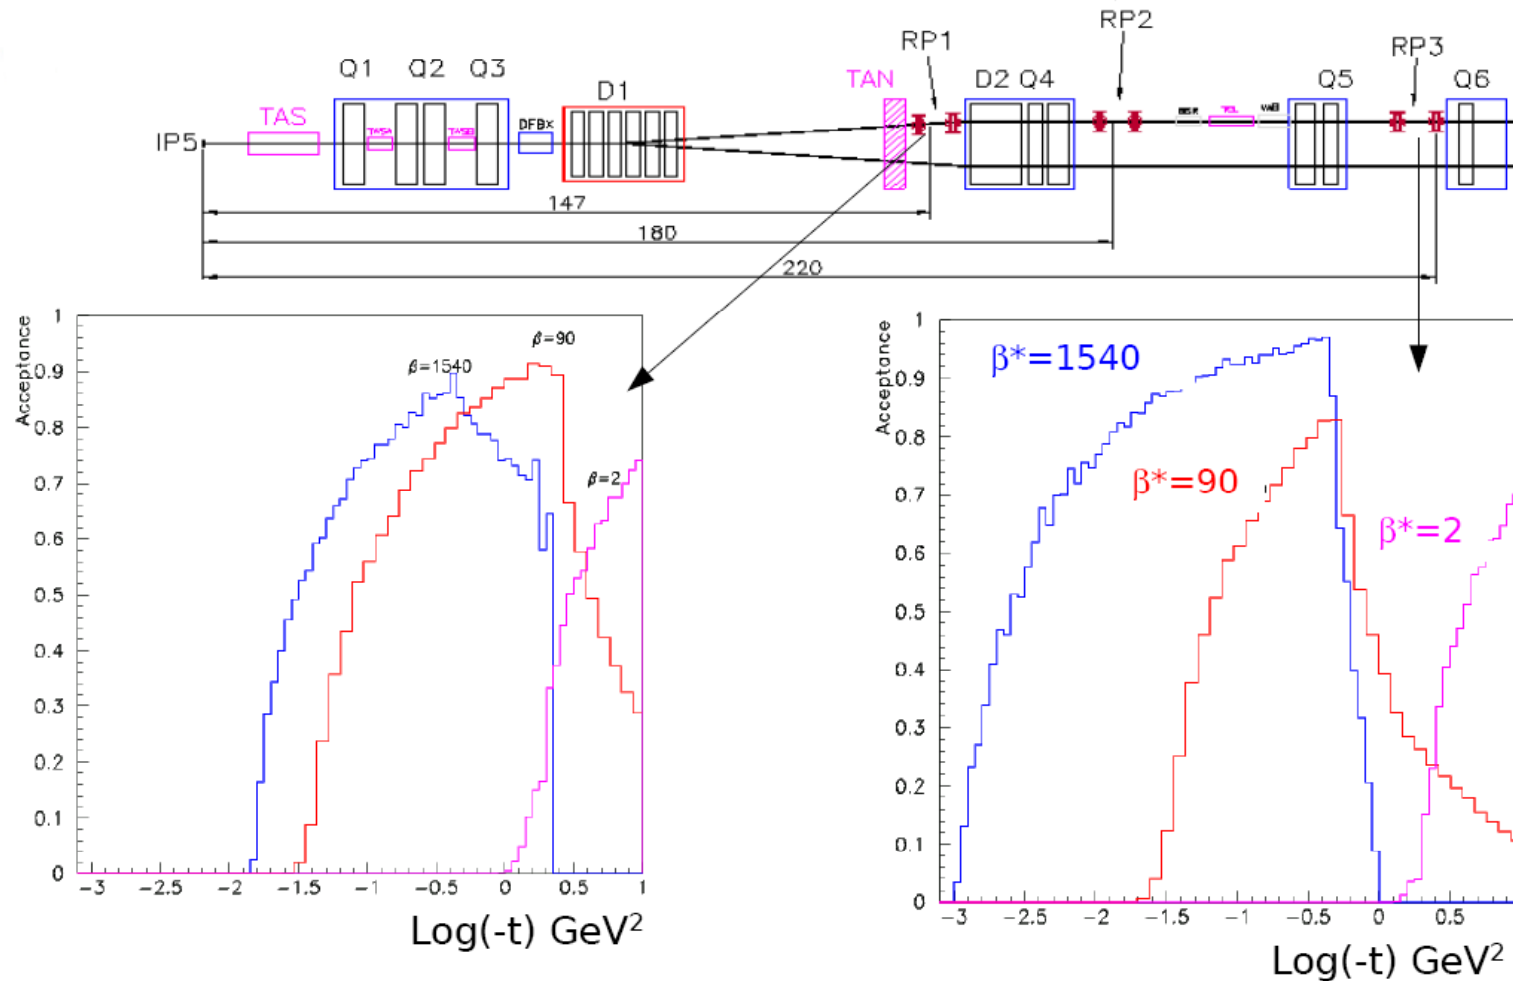 RP2
RP1
RP3
Q1 Q2 Q3
D1
TAN
D2 Q4
Q5
Q6
TAS
DFBX
TASA
TASB
IP5
147
180
220
Acceptance
1
0.9
0.8
0.7
0.6
0.5
0.4
0.3
0.2
0.1
0
β=1540
β=90
β=2
-3 -2.5 -2 -1.5 -1 -0.5 0 0.5 1
Log(-t) GeV²
Acceptance
1
0.9
0.8
0.7
0.6
0.5
0.4
0.3
0.2
0.1
0
β*=1540
β*=90
β*=2
-3 -2.5 -2 -1.5 -1 -0.5 0 0.5
Log(-t) GeV²